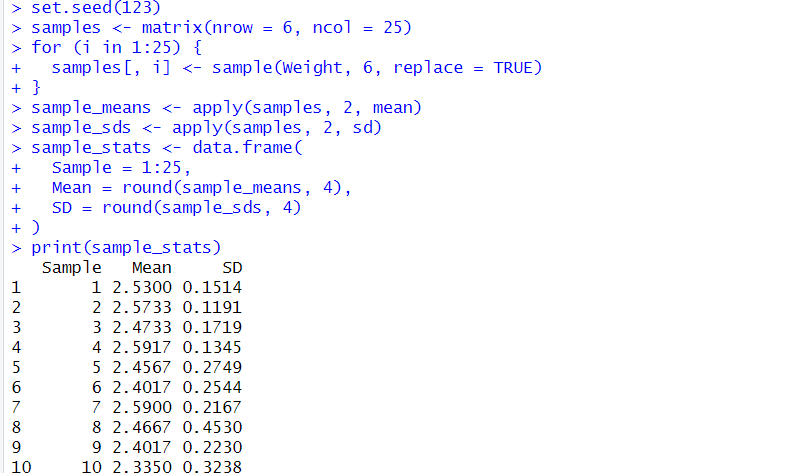 > set.seed(123)
> samples <- matrix(nrow = 6, ncol = 25)
> for (i in 1:25) {
+   samples[, i] <- sample(Weight, 6, replace = TRUE)
+ }
> sample_means <- apply(samples, 2, mean)
> sample_sds <- apply(samples, 2, sd)
> sample_stats <- data.frame(
+   Sample = 1:25,
+   Mean = round(sample_means, 4),
+   SD = round(sample_sds, 4)
+ )
> print(sample_stats)
   Sample   Mean     SD
1       1 2.5300 0.1514
2       2 2.5733 0.1191
3       3 2.4733 0.1719
4       4 2.5917 0.1345
5       5 2.4567 0.2749
6       6 2.4017 0.2544
7       7 2.5900 0.2167
8       8 2.4667 0.4530
9       9 2.4017 0.2230
10     10 2.3350 0.3238